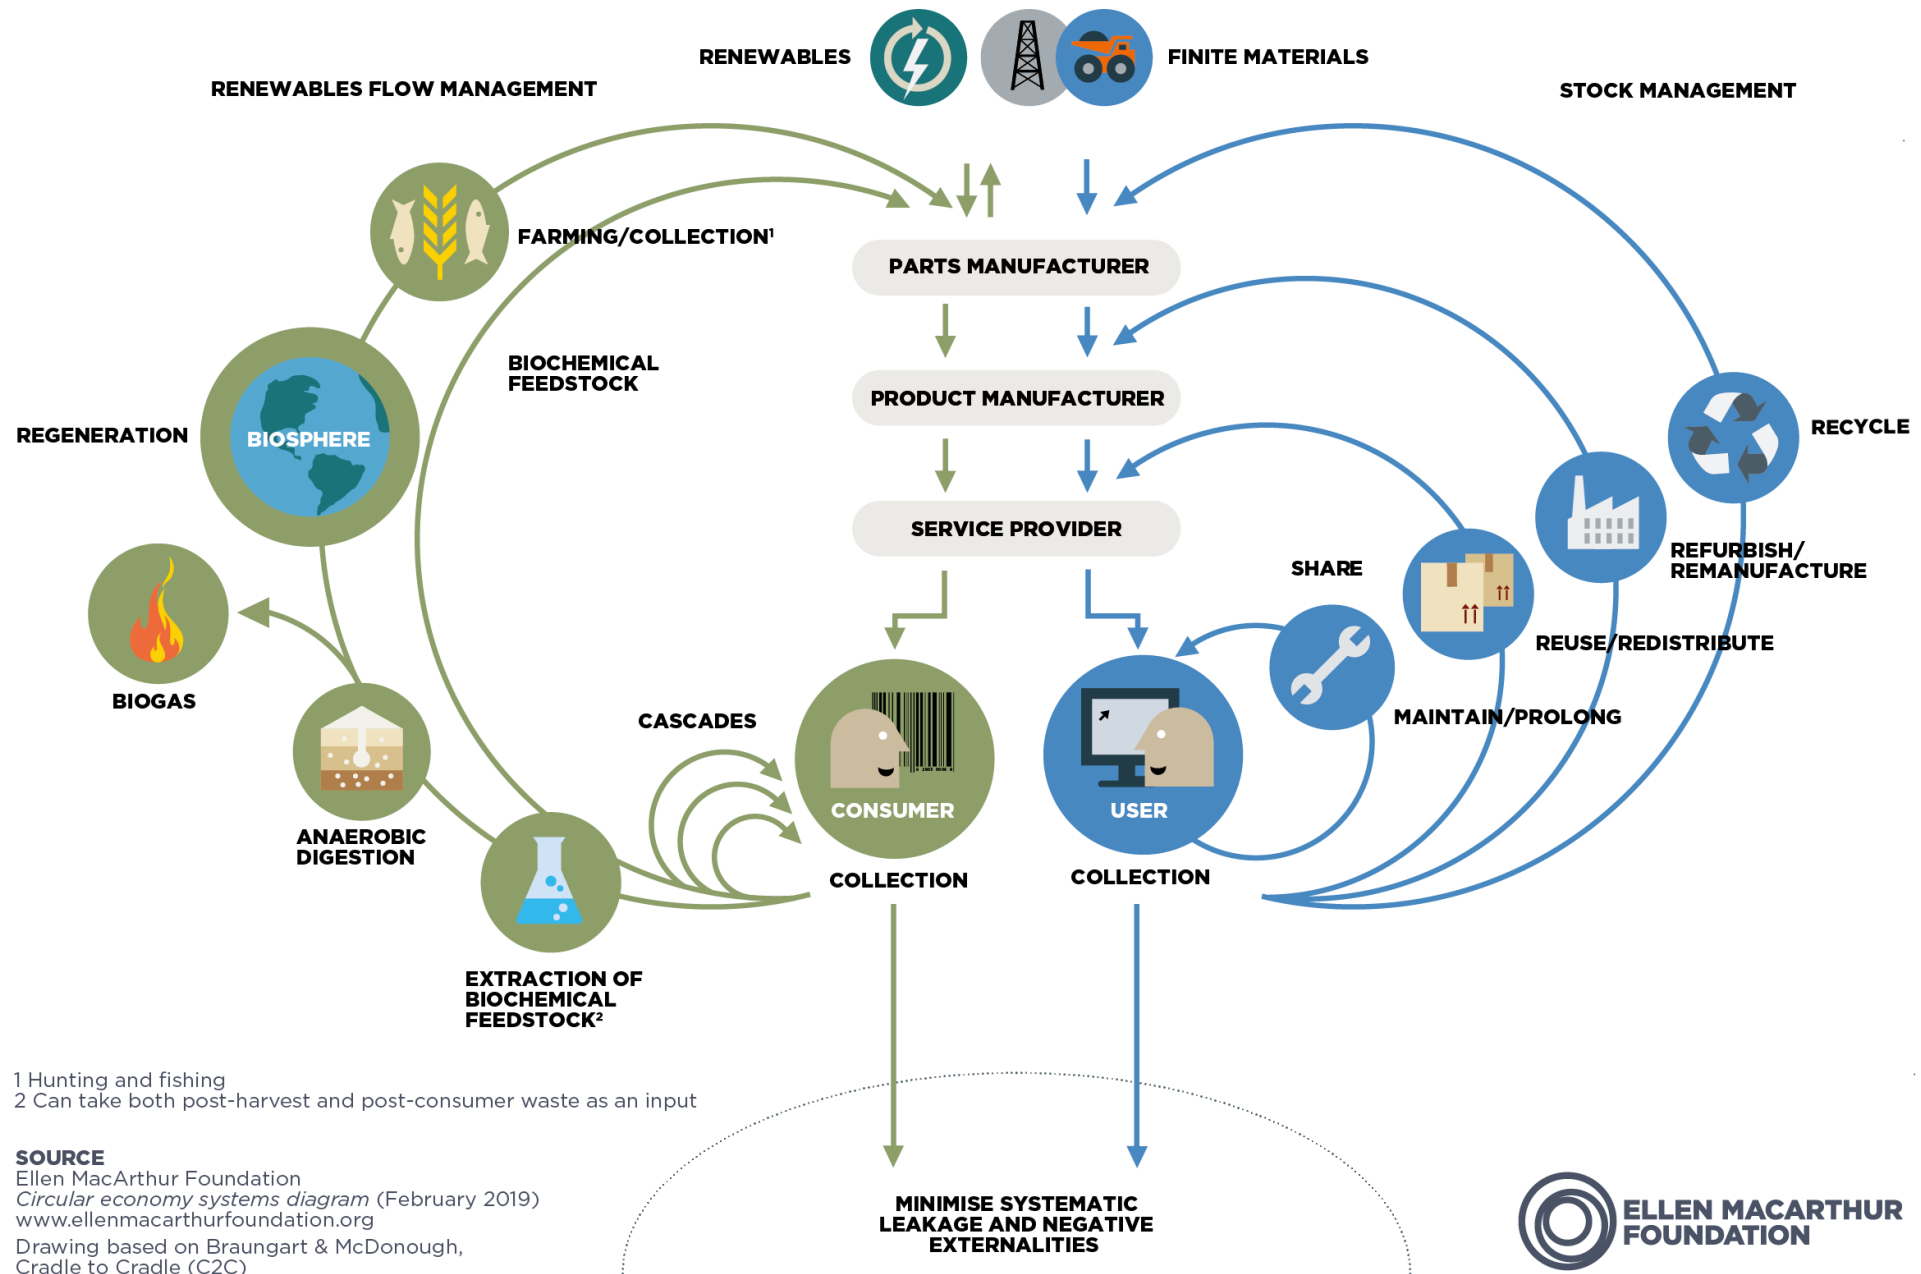 RENEWABLES
FINITE MATERIALS
RENEWABLES FLOW MANAGEMENT
STOCK MANAGEMENT
FARMING/COLLECTION¹
PARTS MANUFACTURER
BIOCHEMICAL
FEEDSTOCK
PRODUCT MANUFACTURER
REGENERATION
BIOSPHERE
RECYCLE
SERVICE PROVIDER
SHARE
REFURBISH/
REMANUFACTURE
REUSE/REDISTRIBUTE
BIOGAS
CASCADES
MAINTAIN/PROLONG
CONSUMER
USER
ANAEROBIC
DIGESTION
COLLECTION
COLLECTION
EXTRACTION OF
BIOCHEMICAL
FEEDSTOCK²
1 Hunting and fishing
2 Can take both post-harvest and post-consumer waste as an input
SOURCE
Ellen MacArthur Foundation
Circular economy systems diagram (February 2019)
www.ellenmacarthurfoundation.org
Drawing based on Braungart & McDonough,
Cradle to Cradle (C2C)
MINIMISE SYSTEMATIC
LEAKAGE AND NEGATIVE
EXTERNALITIES
ELLEN MACARTHUR
FOUNDATION